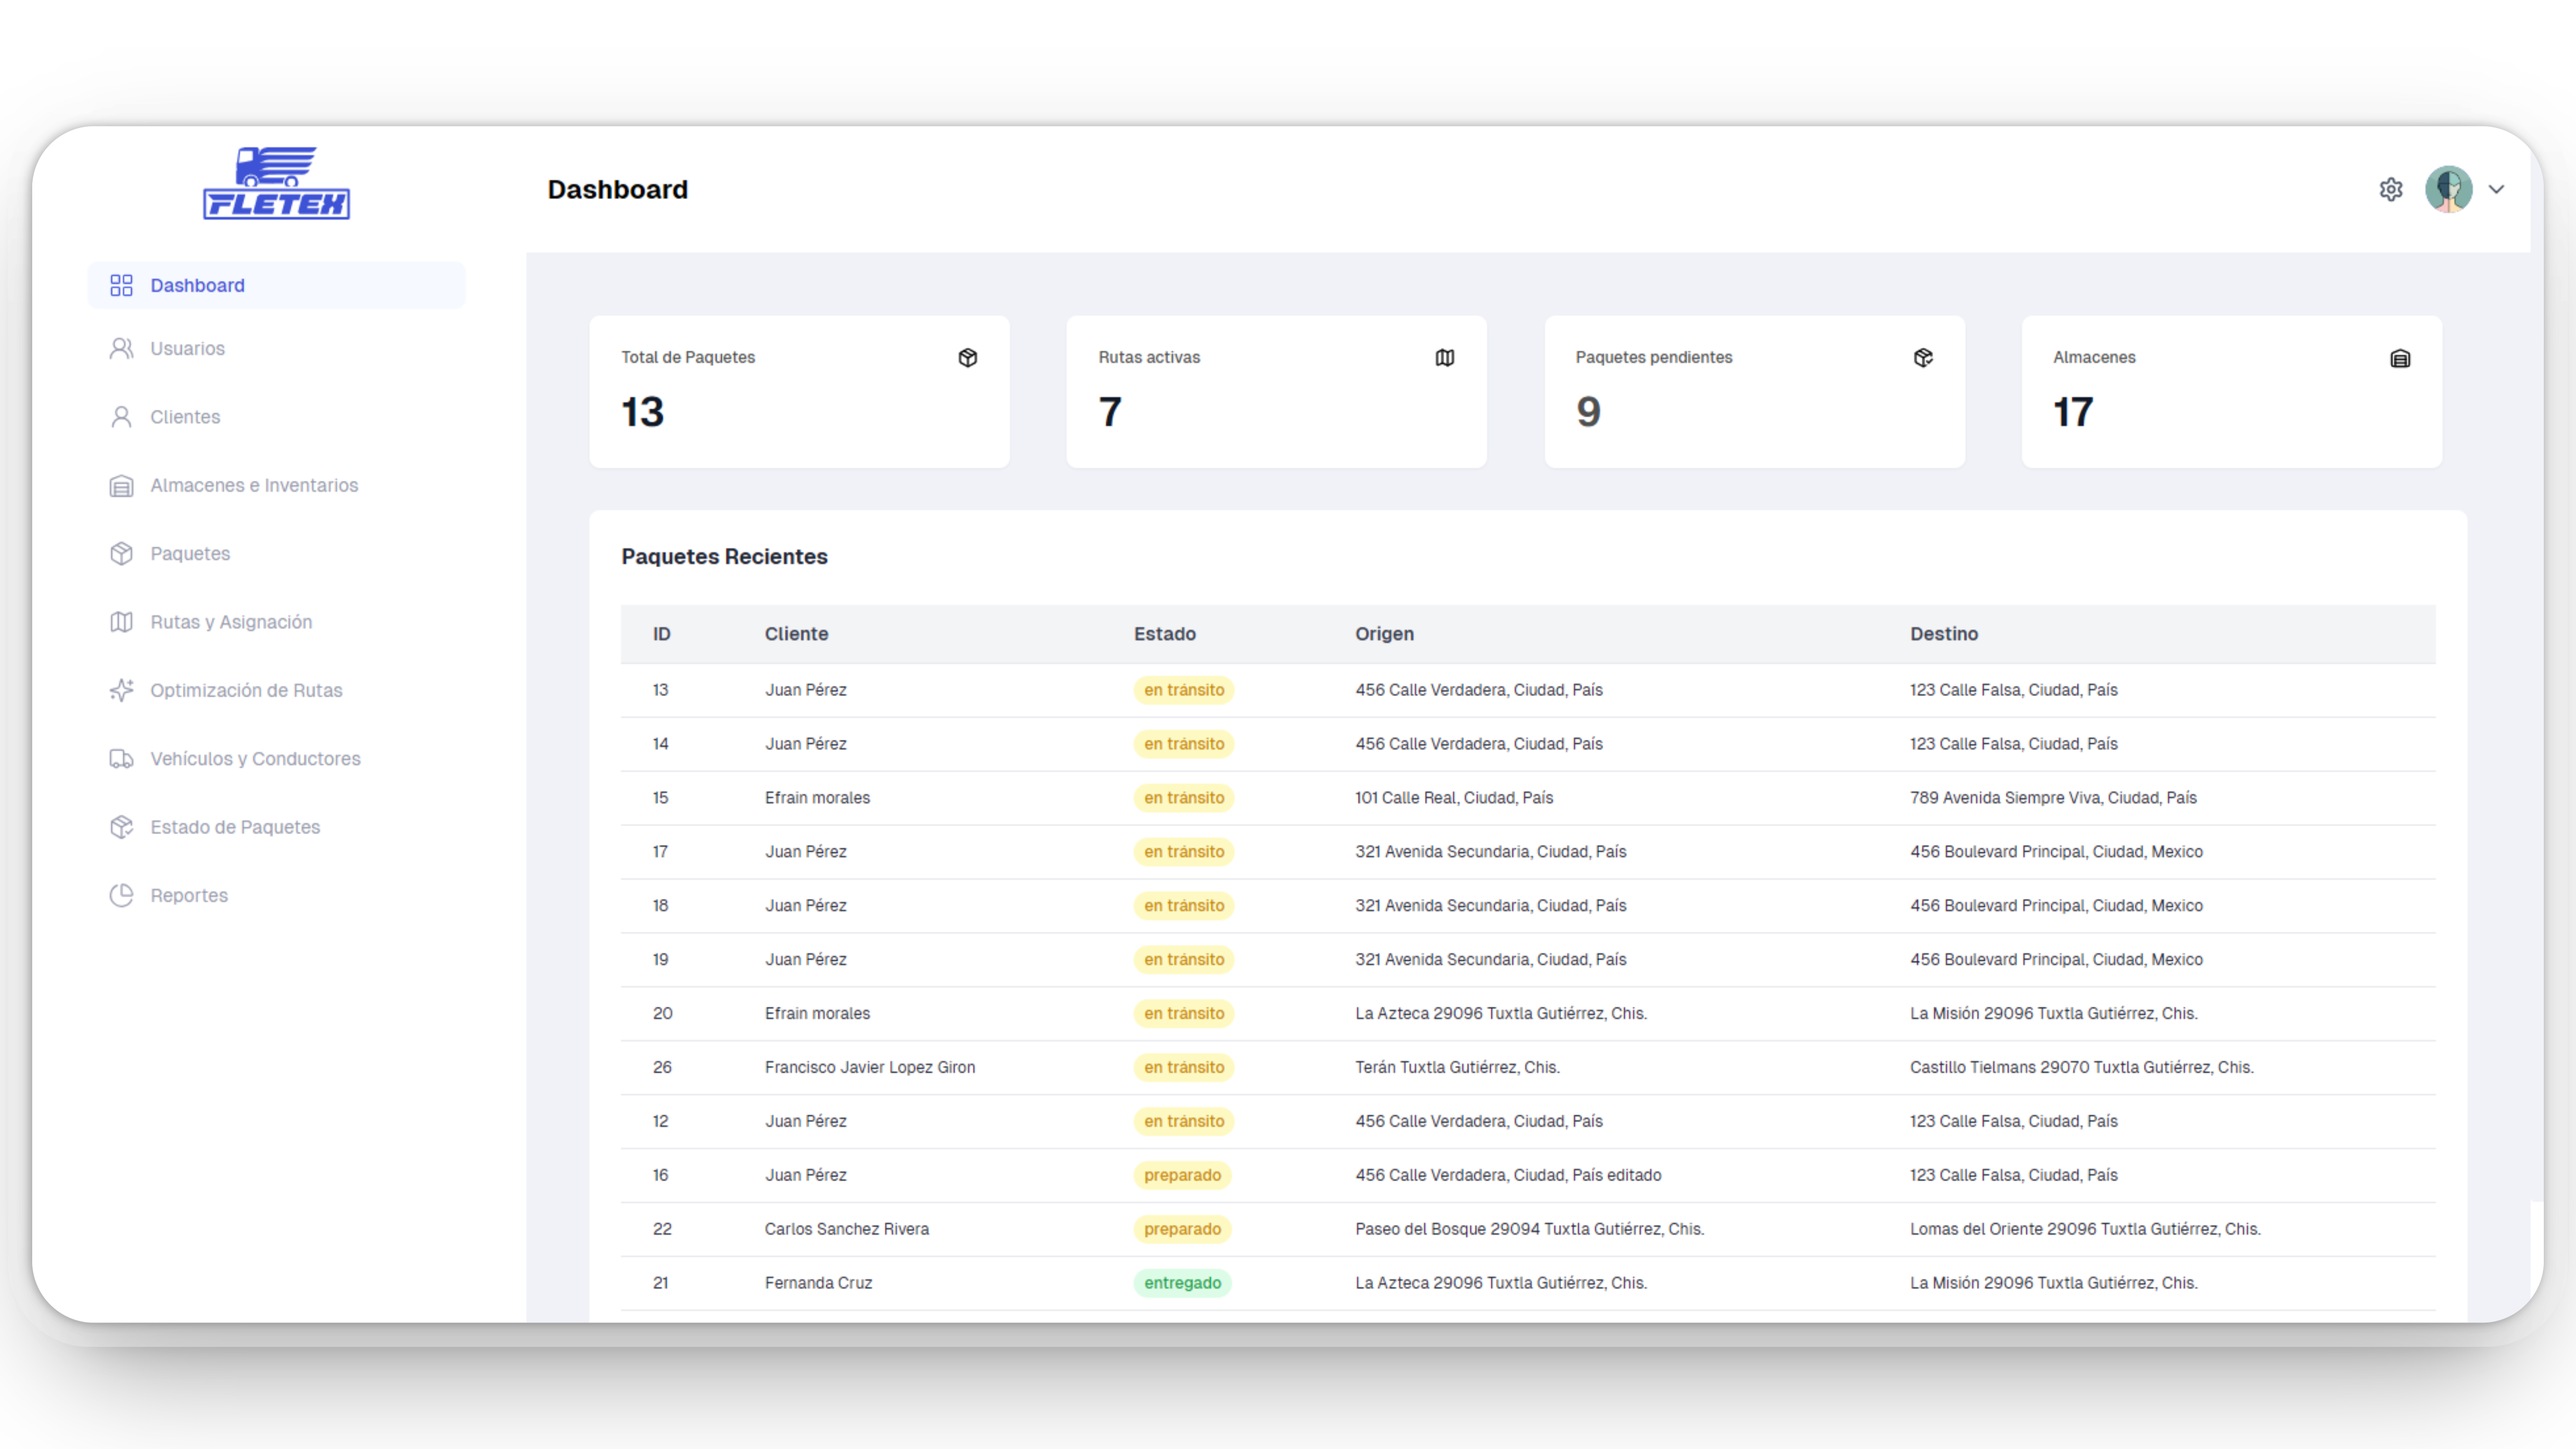 FLETEX
Dashboard
Dashboard
Usuarios
Clientes
Almacenes e Inventarios
Paquetes
Rutas y Asignación
Optimización de Rutas
Vehículos y Conductores
Estado de Paquetes
Reportes
Total de Paquetes
13
Rutas activas
7
Paquetes pendientes
9
Almacenes
17
Paquetes Recientes
ID Cliente Estado Origen Destino
13 Juan Pérez en tránsito 456 Calle Verdadera, Ciudad, País 123 Calle Falsa, Ciudad, País
14 Juan Pérez en tránsito 456 Calle Verdadera, Ciudad, País 123 Calle Falsa, Ciudad, País
15 Efrain morales en tránsito 101 Calle Real, Ciudad, País 789 Avenida Siempre Viva, Ciudad, País
17 Juan Pérez en tránsito 321 Avenida Secundaria, Ciudad, País 456 Boulevard Principal, Ciudad, Mexico
18 Juan Pérez en tránsito 321 Avenida Secundaria, Ciudad, País 456 Boulevard Principal, Ciudad, Mexico
19 Juan Pérez en tránsito 321 Avenida Secundaria, Ciudad, País 456 Boulevard Principal, Ciudad, Mexico
20 Efrain morales en tránsito La Azteca 29096 Tuxtla Gutiérrez, Chis. La Misión 29096 Tuxtla Gutiérrez, Chis.
26 Francisco Javier Lopez Giron en tránsito Terán Tuxtla Gutiérrez, Chis. Castillo Tielmans 29070 Tuxtla Gutiérrez, Chis.
12 Juan Pérez en tránsito 456 Calle Verdadera, Ciudad, País 123 Calle Falsa, Ciudad, País
16 Juan Pérez preparado 456 Calle Verdadera, Ciudad, País editado 123 Calle Falsa, Ciudad, País
22 Carlos Sanchez Rivera preparado Paseo del Bosque 29094 Tuxtla Gutiérrez, Chis. Lomas del Oriente 29096 Tuxtla Gutiérrez, Chis.
21 Fernanda Cruz entregado La Azteca 29096 Tuxtla Gutiérrez, Chis. La Misión 29096 Tuxtla Gutiérrez, Chis.